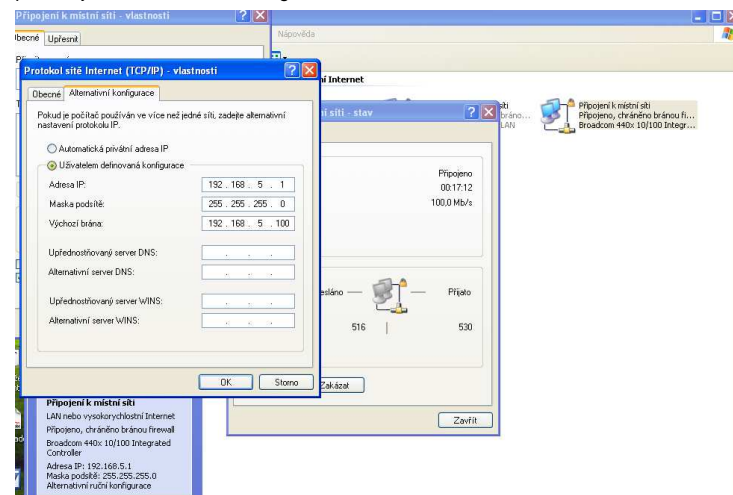 Připojení k místní síti - vlastnosti
Nápověda
Obecné
Upřesnit
Protokol sítě Internet (TCP/IP) - vlastnosti
Obecné
Alternativní konfigurace
Pokud je počítač používán ve více než jedné síti, zadejte alternativní
nastavení protokolu IP.
Automatická privátní adresa IP
Uživatelem definovaná konfigurace
Adresa IP:
192 . 168 . 5 . 1
Maska podsítě:
255 . 255 . 255 . 0
Výchozí brána:
192 . 168 . 5 . 100
Upřednostňovaný server DNS:
Alternativní server DNS:
Upřednostňovaný server WINS:
Alternativní server WINS:
OK
Storno
Internet
síti - stav
Připojeno
00:17:12
100,0 Mb/s
Přijato
516
530
Zakázat
Zavřít
LAN
Připojení k místní síti
Připojeno, chráněno bránou fi...
Broadcom 440x 10/100 Integr...
Připojení k místní síti
LAN nebo vysokorychlostní Internet
Připojeno, chráněno bránou firewall
Broadcom 440x 10/100 Integrated
Controller
Adresa IP: 192.168.5.1
Maska podsítě: 255.255.255.0
Alternativní ruční konfigurace